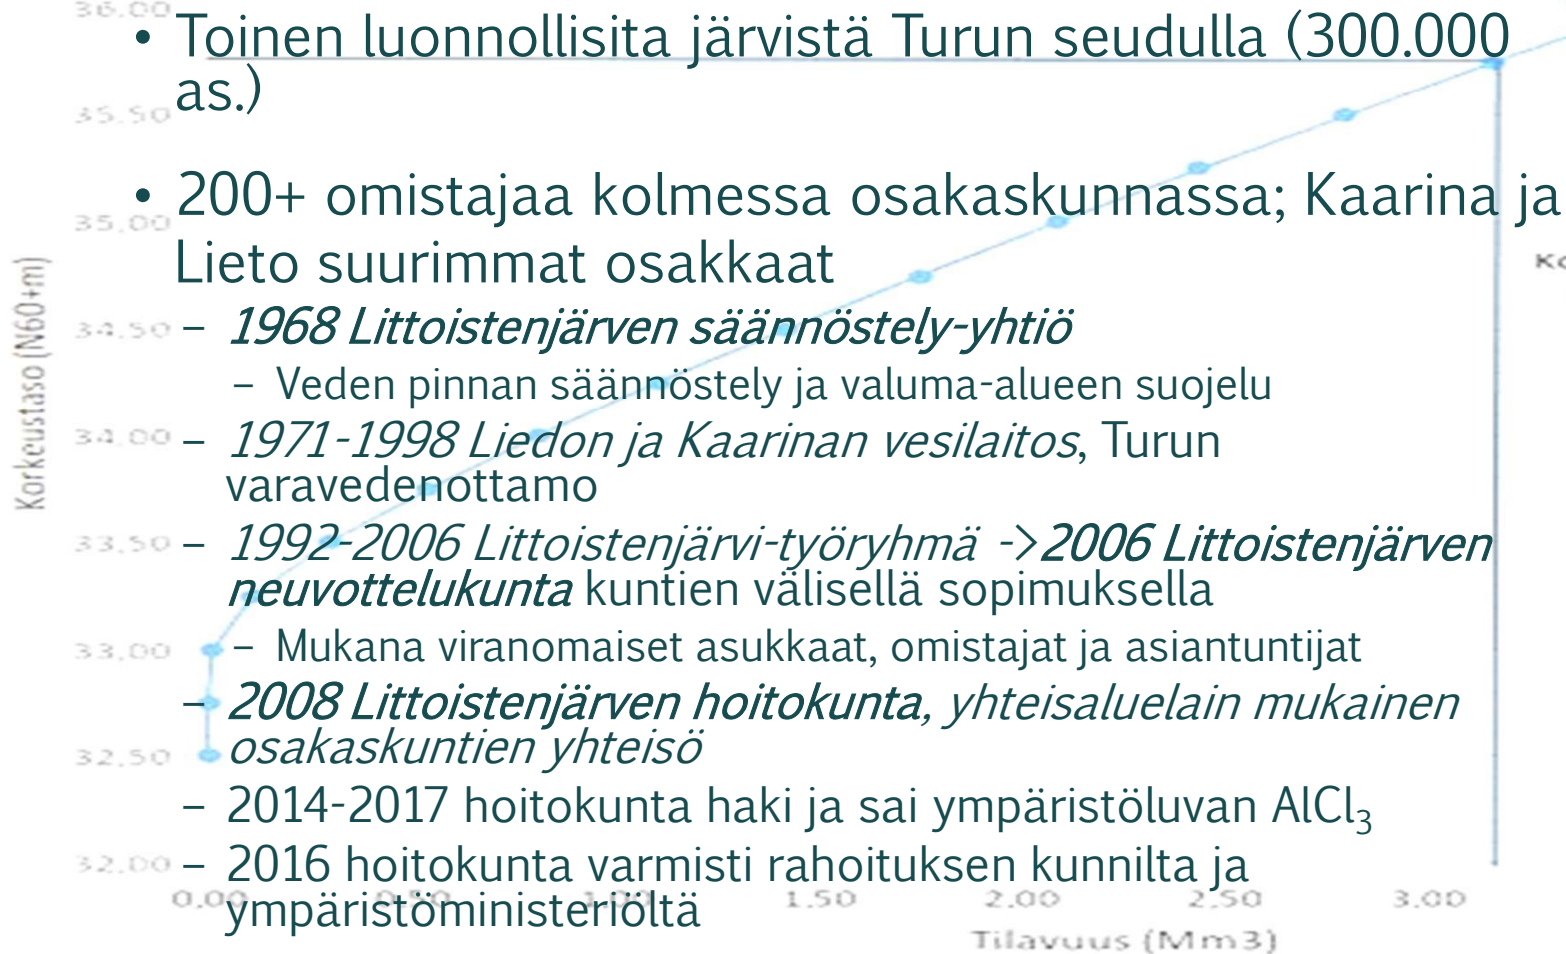 36.00
• Toinen luonnollisita järvistä Turun seudulla (300.000
as.)
35.50
• 200+ omistajaa kolmessa osakaskunnassa; Kaarina ja
35.00
Lieto suurimmat osakkaat
Korkeustaso (N60+m)
34.50
– 1968 Littoistenjärven säännöstely-yhtiö
– Veden pinnan säännöstely ja valuma-alueen suojelu
34.00
– 1971-1998 Liedon ja Kaarinan vesilaitos, Turun
varavedenottamo
33.50
– 1992-2006 Littoistenjärvi-työryhmä ->2006 Littoistenjärven
neuvottelukunta kuntien välisellä sopimuksella
33.00
– Mukana viranomaiset asukkaat, omistajat ja asiantuntijat
– 2008 Littoistenjärven hoitokunta, yhteisaluelain mukainen
32.50
osakaskuntien yhteisö
– 2014-2017 hoitokunta haki ja sai ympäristöluvan AlCl₃
32.00
– 2016 hoitokunta varmisti rahoituksen kunnilta ja
ympäristöministeriöltä
0.00 0.50 1.00 1.50 2.00 2.50 3.00
Tilavuus (Mm3)